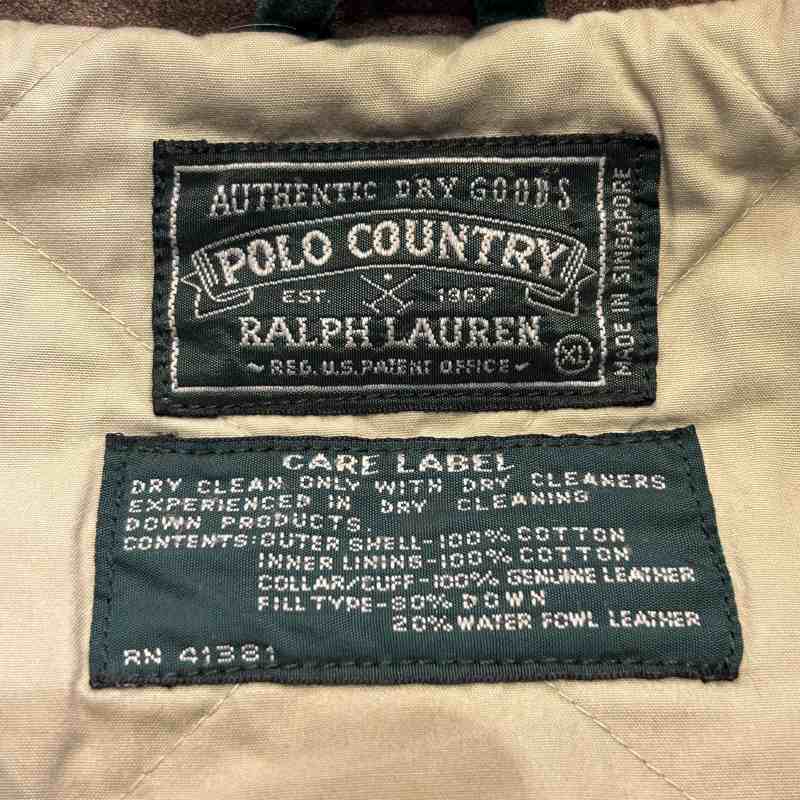 AUTHENTIC DRY GOODS
POLO COUNTRY
EST. 1967
RALPH LAUREN
REG. U.S. PATENT OFFICE
XL
MADE IN SINGAPORE
CARE LABEL
DRY CLEAN ONLY WITH DRY CLEANERS
EXPERIENCED IN DRY CLEANING
DOWN PRODUCTS.
CONTENTS: OUTER SHELL-100% COTTON
INNER LINING-100% COTTON
COLLAR/CUFF-100% GENUINE LEATHER
FILL TYPE-80% DOWN
20% WATER FOWL LEATHER
RN 41381